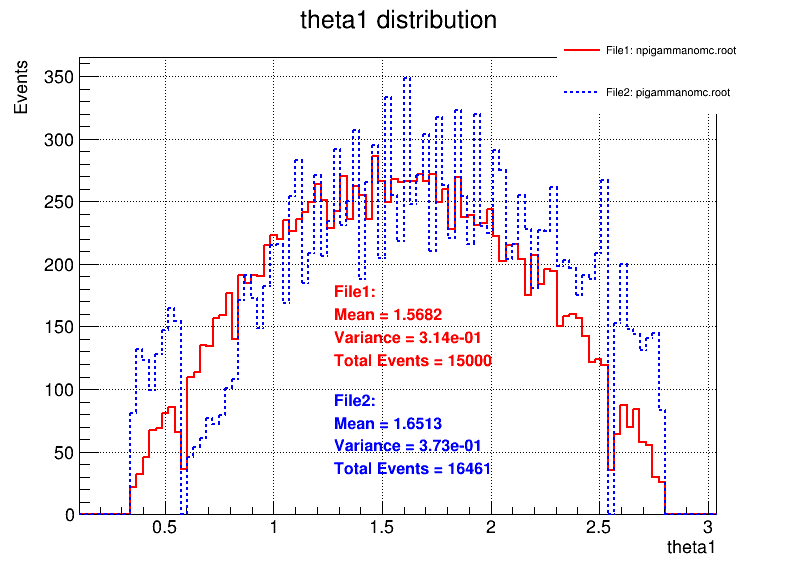 theta1 distribution
File1: npigammanomc.root
File2: pigammanomc.root
Events
350
300
250
200
150
100
50
0
File1:
Mean = 1.5682
Variance = 3.14e-01
Total Events = 15000
File2:
Mean = 1.6513
Variance = 3.73e-01
Total Events = 16461
0.5 1 1.5 2 2.5 3
theta1